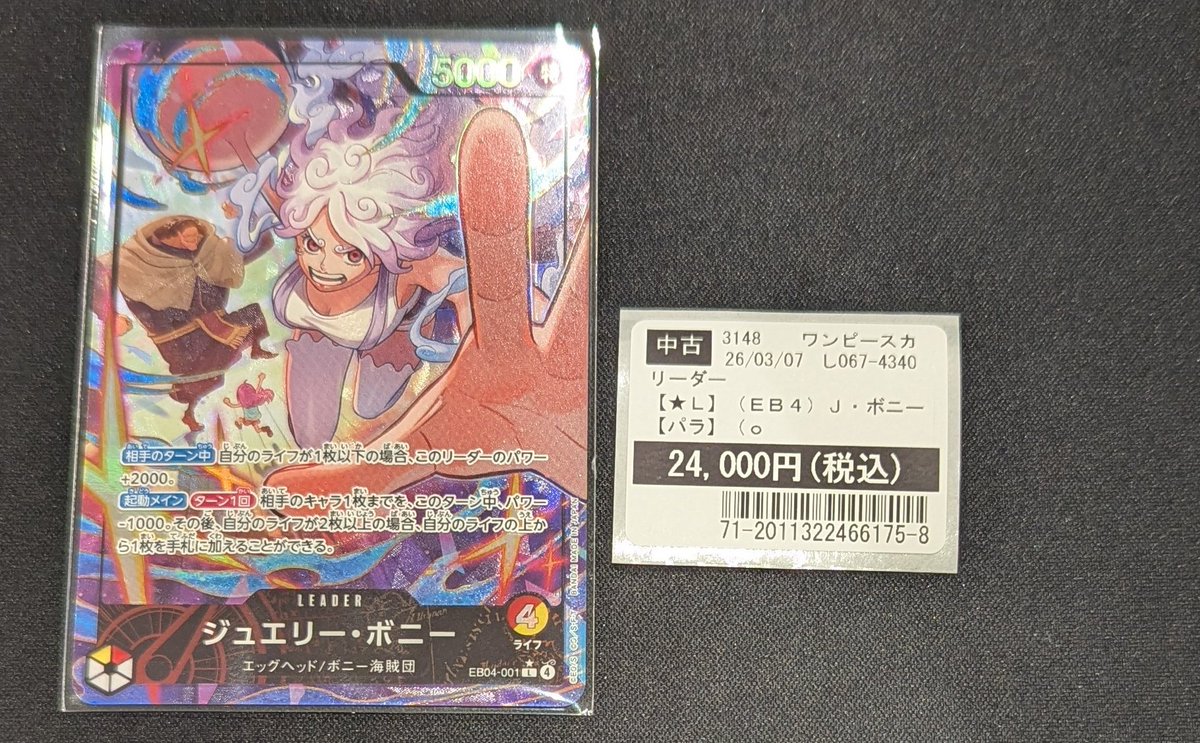 5000 特
相手のターン中 自分のライフが1枚以下の場合、このリーダーのパワー
+2000。
起動メイン ターン1回 相手のキャラ1枚までを、このターン中、パワー
-1000。その後、自分のライフが2枚以上の場合、自分のライフの上か
ら1枚を手札に加えることができる。
LEADER
ジュエリー・ボニー
4
ライフ
エッグヘッド/ボニー海賊団
EB04-001 L 4
BANDAI MADE IN JAPAN
中古 3148 ワンピースカ
26/03/07 L067-4340
リーダー
【★L】 (EB4) J・ボニー
【パラ】 (o
24,000円(税込)
71-2011322466175-8